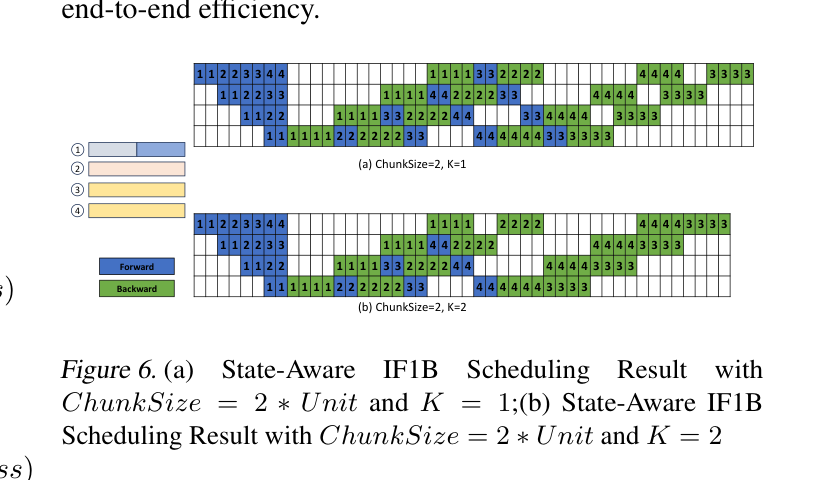 end-to-end efficiency.
1 1 2 2 3 3 4 4 1 1 1 1 3 3 2 2 2 2 4 4 4 4 3 3 3 3
1 1 2 2 3 3 1 1 1 1 4 4 2 2 2 2 3 3 4 4 4 4 3 3 3 3
1 1 2 2 1 1 1 1 3 3 2 2 2 2 4 4 3 3 4 4 4 4 3 3 3 3
1 1 1 1 1 1 2 2 2 2 2 2 3 3 4 4 4 4 4 4 3 3 3 3 3 3
(a) ChunkSize=2, K=1
①
②
③
④
1 1 2 2 3 3 4 4 1 1 1 1 2 2 2 2 4 4 4 4 3 3 3 3
1 1 2 2 3 3 1 1 1 1 4 4 2 2 2 2 4 4 4 4 3 3 3 3
1 1 2 2 1 1 1 1 3 3 2 2 2 2 4 4 4 4 4 4 3 3 3 3
1 1 1 1 1 1 2 2 2 2 2 2 3 3 4 4 4 4 4 4 3 3 3 3
Forward
Backward
(b) ChunkSize=2, K=2
s)
Figure 6. (a) State-Aware IF1B Scheduling Result with
ChunkSize = 2 ∗ Unit and K = 1;(b) State-Aware IF1B
Scheduling Result with ChunkSize = 2 ∗ Unit and K = 2
ss)